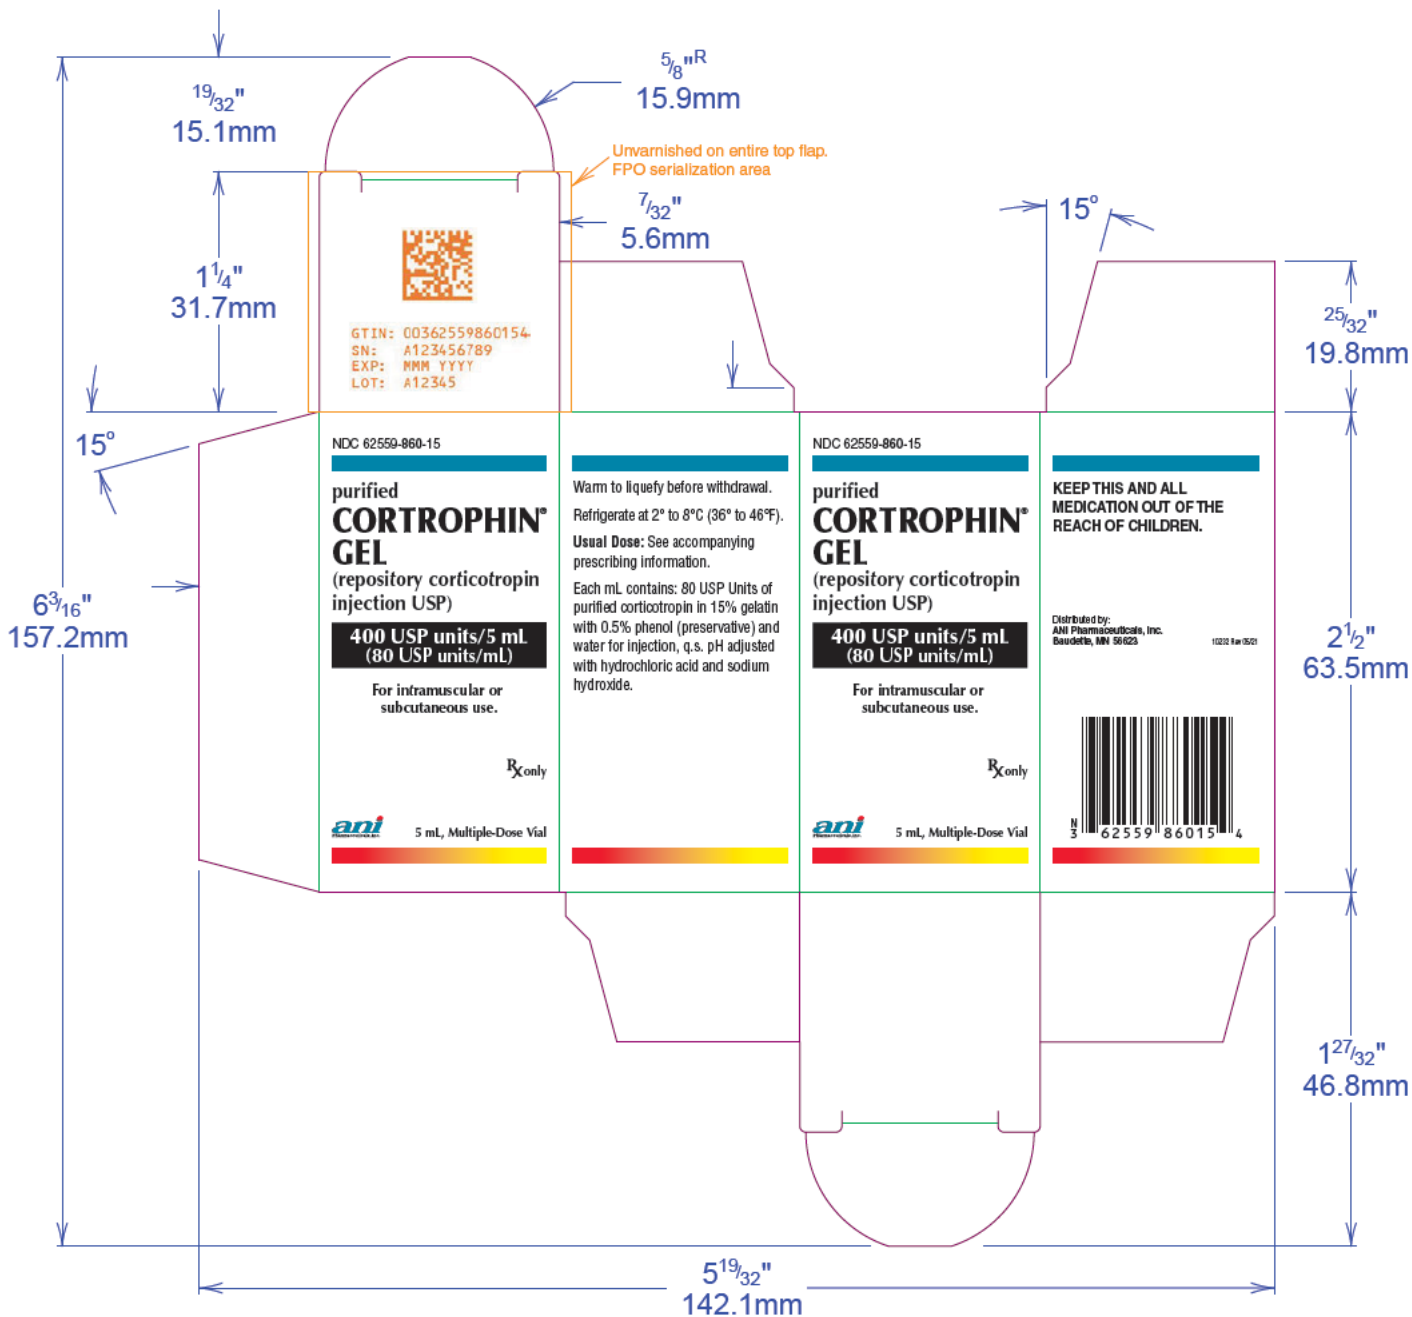 19/32"
15.1mm
5/8"R
15.9mm
Unvarnished on entire top flap.
FPO serialization area
7/32"
5.6mm
15°
1 1/4"
31.7mm
25/32"
19.8mm
GTIN: 00362559860154
SN: A123456789
EXP: MMM YYYY
LOT: A12345
15°
6 3/16"
157.2mm
NDC 62559-860-15
purified
CORTROPHIN®
GEL
(repository corticotropin
injection USP)
400 USP units/5 mL
(80 USP units/mL)
For intramuscular or
subcutaneous use.
Rx only
ani
5 mL, Multiple-Dose Vial
Warm to liquefy before withdrawal.
Refrigerate at 2° to 8°C (36° to 46°F).
Usual Dose: See accompanying
prescribing information.
Each mL contains: 80 USP Units of
purified corticotropin in 15% gelatin
with 0.5% phenol (preservative) and
water for injection, q.s. pH adjusted
with hydrochloric acid and sodium
hydroxide.
NDC 62559-860-15
purified
CORTROPHIN®
GEL
(repository corticotropin
injection USP)
400 USP units/5 mL
(80 USP units/mL)
For intramuscular or
subcutaneous use.
Rx only
ani
5 mL, Multiple-Dose Vial
KEEP THIS AND ALL
MEDICATION OUT OF THE
REACH OF CHILDREN.
Distributed by:
ANI Pharmaceuticals, Inc.
Baudette, MN 56623
Rev 05/21
N
3 62559 86015 4
2 1/2"
63.5mm
1 27/32"
46.8mm
5 19/32"
142.1mm